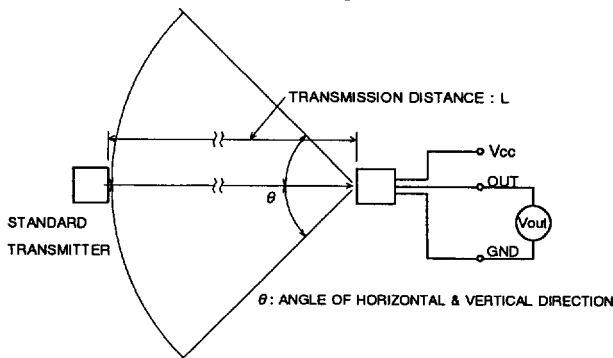 TRANSMISSION DISTANCE : L
Vcc
OUT
θ
Vout
STANDARD
TRANSMITTER
GND
θ : ANGLE OF HORIZONTAL & VERTICAL DIRECTION